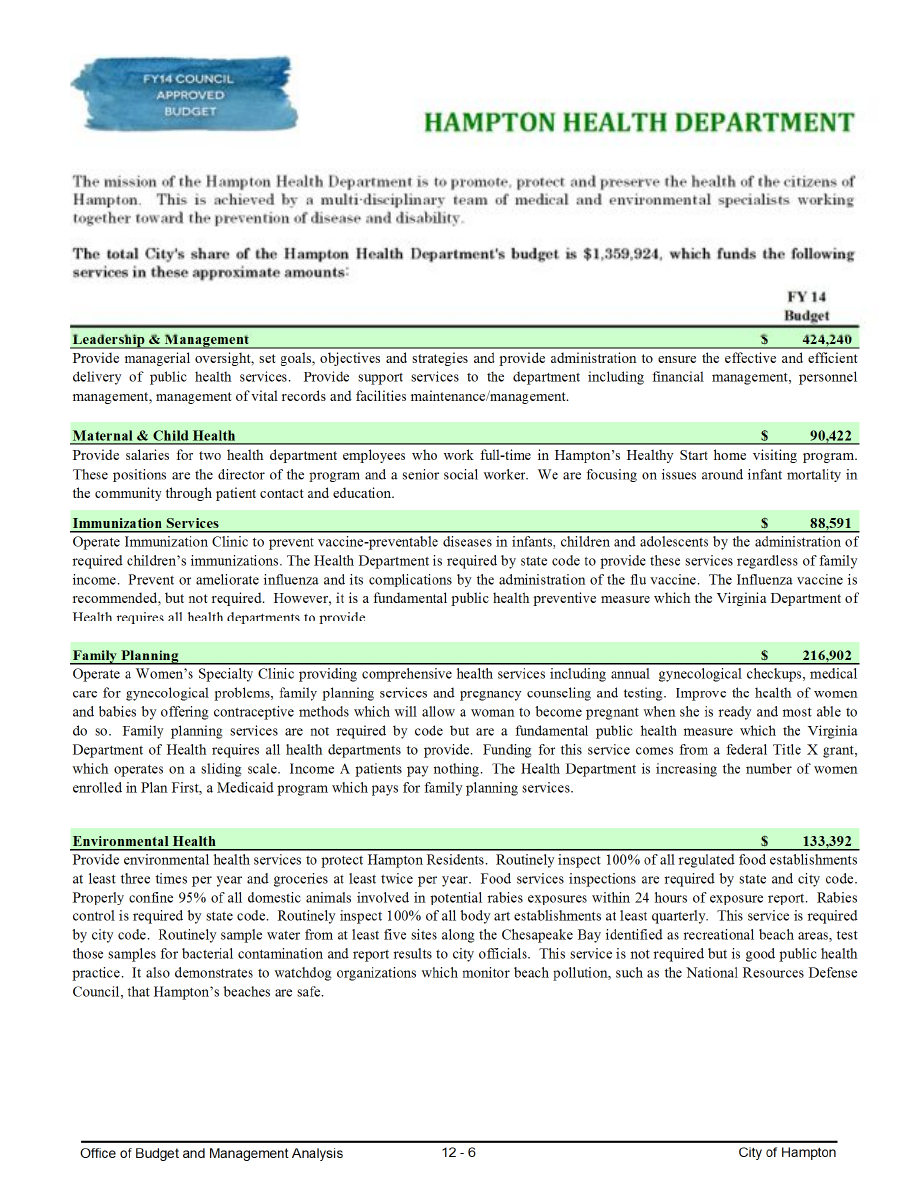 FY14 COUNCIL
APPROVED
BUDGET
HAMPTON HEALTH DEPARTMENT
The mission of the Hampton Health Department is to promote, protect and preserve the health of the citizens of
Hampton. This is achieved by a multi-disciplinary team of medical and environmental specialists working
together toward the prevention of disease and disability.
The total City's share of the Hampton Health Department's budget is $1,359,924, which funds the following
services in these approximate amounts:
FY 14
Budget
Leadership & Management $ 424,240
Provide managerial oversight, set goals, objectives and strategies and provide administration to ensure the effective and efficient
delivery of public health services. Provide support services to the department including financial management, personnel
management, management of vital records and facilities maintenance/management.
Maternal & Child Health $ 90,422
Provide salaries for two health department employees who work full-time in Hampton’s Healthy Start home visiting program.
These positions are the director of the program and a senior social worker. We are focusing on issues around infant mortality in
the community through patient contact and education.
Immunization Services $ 88,591
Operate Immunization Clinic to prevent vaccine-preventable diseases in infants, children and adolescents by the administration of
required children’s immunizations. The Health Department is required by state code to provide these services regardless of family
income. Prevent or ameliorate influenza and its complications by the administration of the flu vaccine. The Influenza vaccine is
recommended, but not required. However, it is a fundamental public health preventive measure which the Virginia Department of
Health requires all health departments to provide
Family Planning $ 216,902
Operate a Women’s Specialty Clinic providing comprehensive health services including annual gynecological checkups, medical
care for gynecological problems, family planning services and pregnancy counseling and testing. Improve the health of women
and babies by offering contraceptive methods which will allow a woman to become pregnant when she is ready and most able to
do so. Family planning services are not required by code but are a fundamental public health measure which the Virginia
Department of Health requires all health departments to provide. Funding for this service comes from a federal Title X grant,
which operates on a sliding scale. Income A patients pay nothing. The Health Department is increasing the number of women
enrolled in Plan First, a Medicaid program which pays for family planning services.
Environmental Health $ 133,392
Provide environmental health services to protect Hampton Residents. Routinely inspect 100% of all regulated food establishments
at least three times per year and groceries at least twice per year. Food services inspections are required by state and city code.
Properly confine 95% of all domestic animals involved in potential rabies exposures within 24 hours of exposure report. Rabies
control is required by state code. Routinely inspect 100% of all body art establishments at least quarterly. This service is required
by city code. Routinely sample water from at least five sites along the Chesapeake Bay identified as recreational beach areas, test
those samples for bacterial contamination and report results to city officials. This service is not required but is good public health
practice. It also demonstrates to watchdog organizations which monitor beach pollution, such as the National Resources Defense
Council, that Hampton’s beaches are safe.
Office of Budget and Management Analysis 12 - 6 City of Hampton